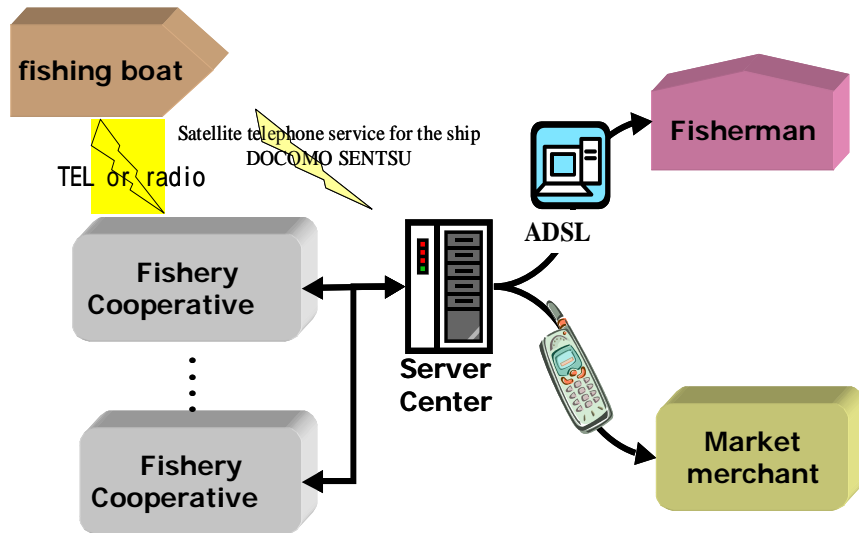 fishing boat
Satellite telephone service for the ship
DOCOMO SENTSU
TEL or radio
Fisherman
ADSL
Fishery
Cooperative
Server
Center
Fishery
Cooperative
Market
merchant